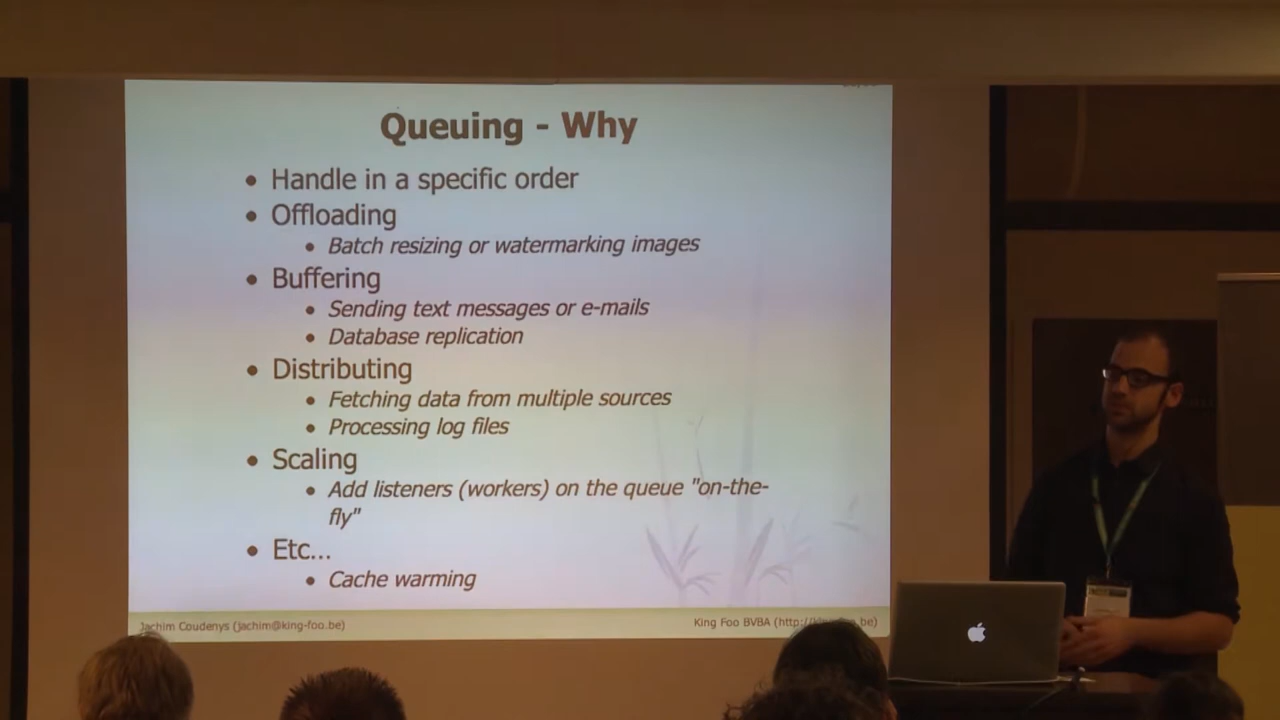 Queuing - Why
• Handle in a specific order
• Offloading
• Batch resizing or watermarking images
• Buffering
• Sending text messages or e-mails
• Database replication
• Distributing
• Fetching data from multiple sources
• Processing log files
• Scaling
• Add listeners (workers) on the queue "on-the-
fly"
• Etc...
• Cache warming
Jachim Coudenys (jachim@king-foo.be)
King Foo BVBA (http://